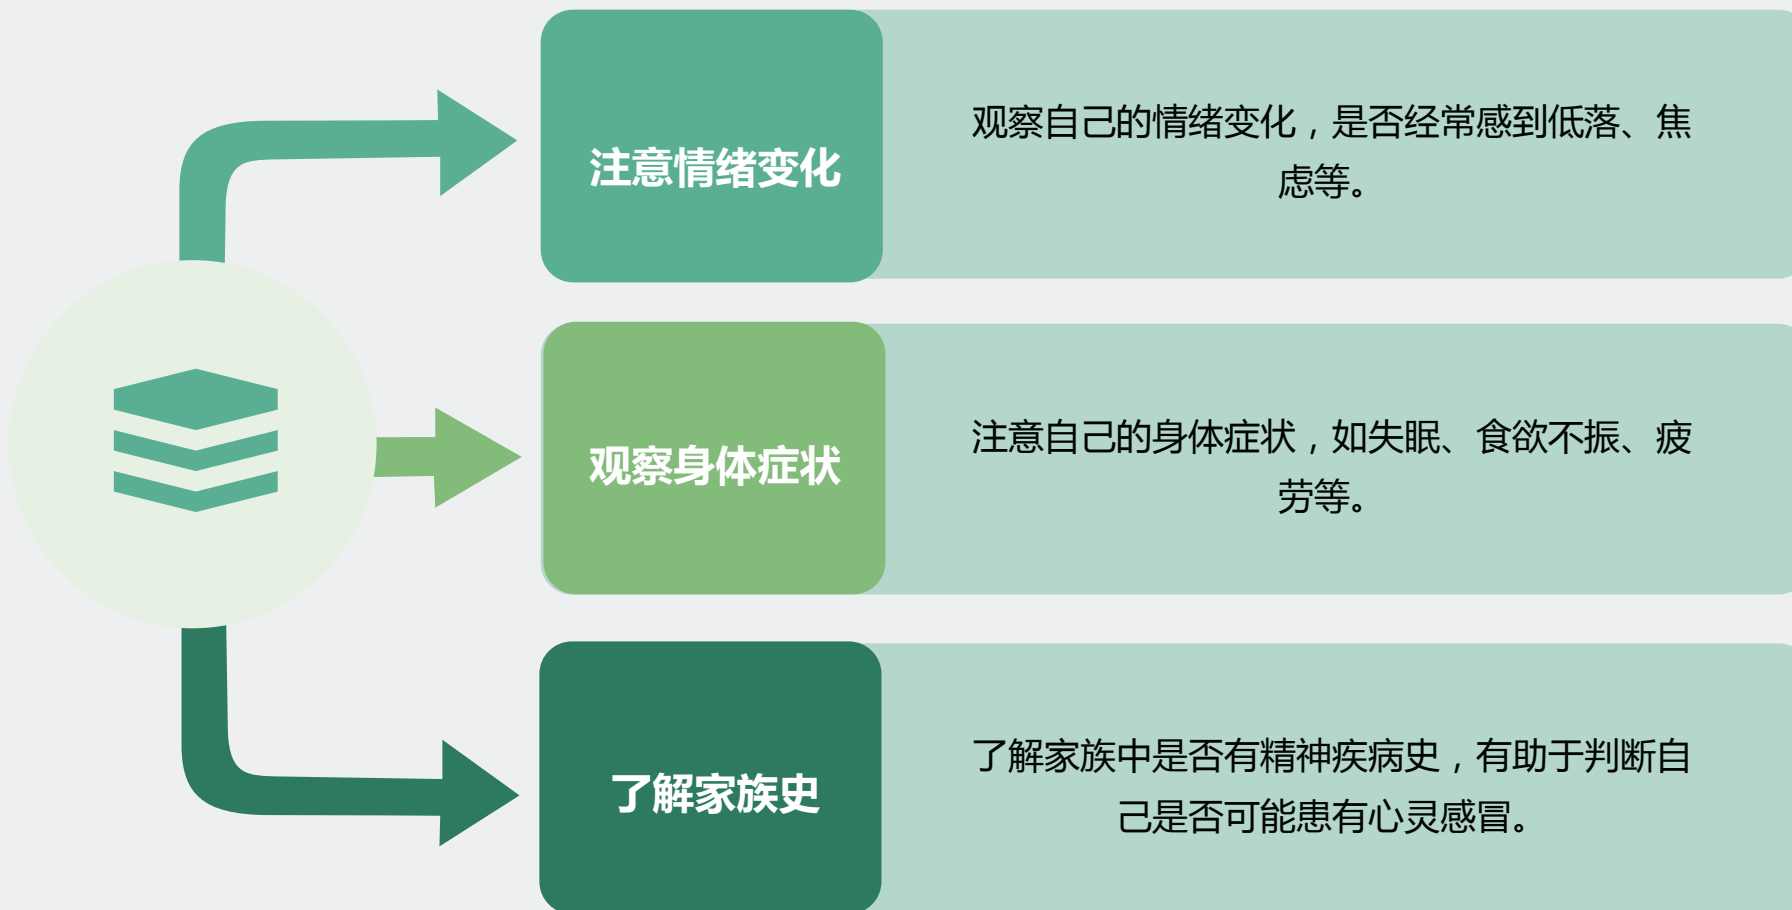 注意情绪变化
观察自己的情绪变化，是否经常感到低落、焦
虑等。
观察身体症状
注意自己的身体症状，如失眠、食欲不振、疲
劳等。
了解家族史
了解家族中是否有精神疾病史，有助于判断自
己是否可能患有心灵感冒。